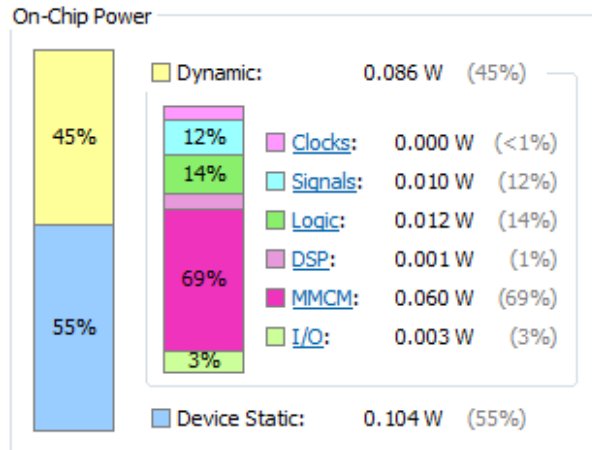 On-Chip Power
Dynamic: 0.086 W (45%)
45%
12%
Clocks: 0.000 W (<1%)
Signals: 0.010 W (12%)
14%
Logic: 0.012 W (14%)
DSP: 0.001 W (1%)
69%
MMCM: 0.060 W (69%)
55%
I/O: 0.003 W (3%)
3%
Device Static: 0.104 W (55%)